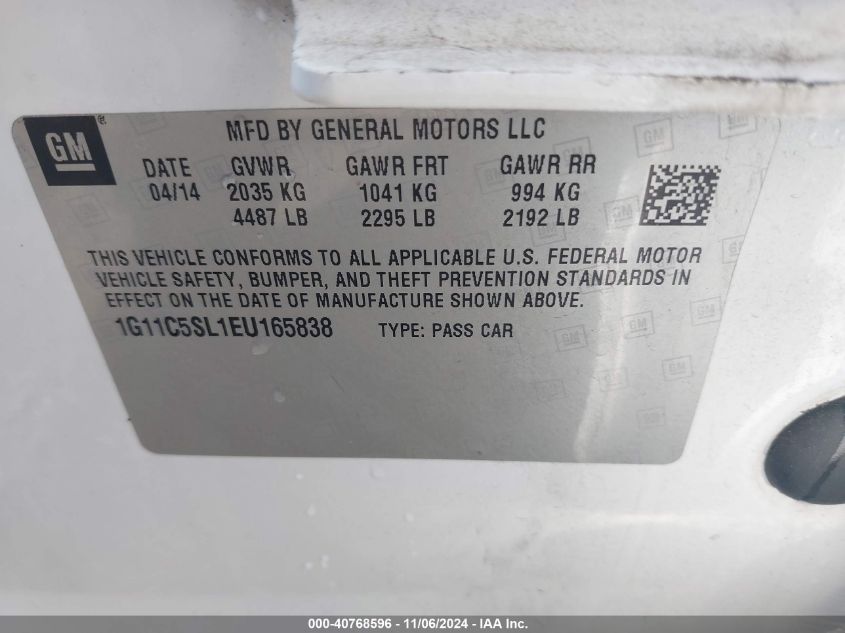 GM
MFD BY GENERAL MOTORS LLC
DATE GVWR GAWR FRT GAWR RR
04/14 2035 KG 1041 KG 994 KG
4487 LB 2295 LB 2192 LB
THIS VEHICLE CONFORMS TO ALL APPLICABLE U.S. FEDERAL MOTOR
VEHICLE SAFETY, BUMPER, AND THEFT PREVENTION STANDARDS IN
EFFECT ON THE DATE OF MANUFACTURE SHOWN ABOVE.
1G11C5SL1EU165838 TYPE: PASS CAR
000-40768596 - 11/06/2024 - IAA Inc.